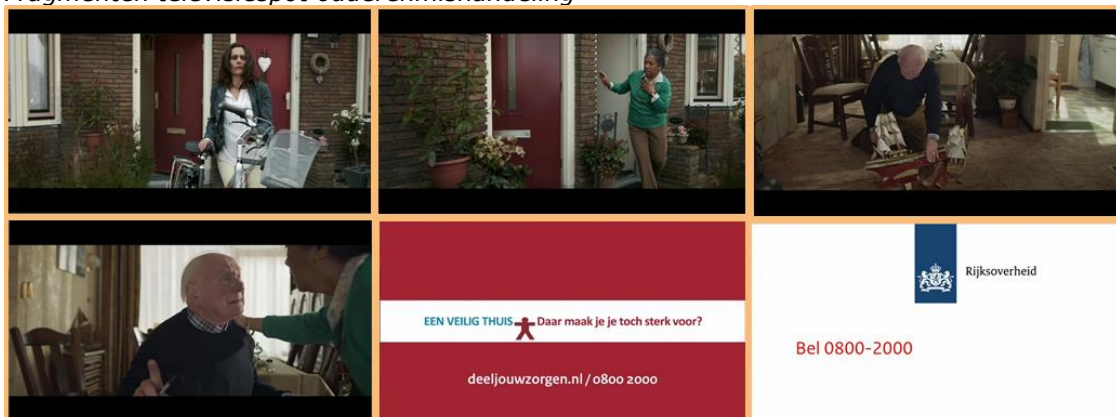 Fragmenten televisiespot ouderenmishandeling
EEN VEILIG THUIS Daar maak je je toch sterk voor?
deeljouwzorgen.nl / 0800 2000
Rijksoverheid
Bel 0800-2000